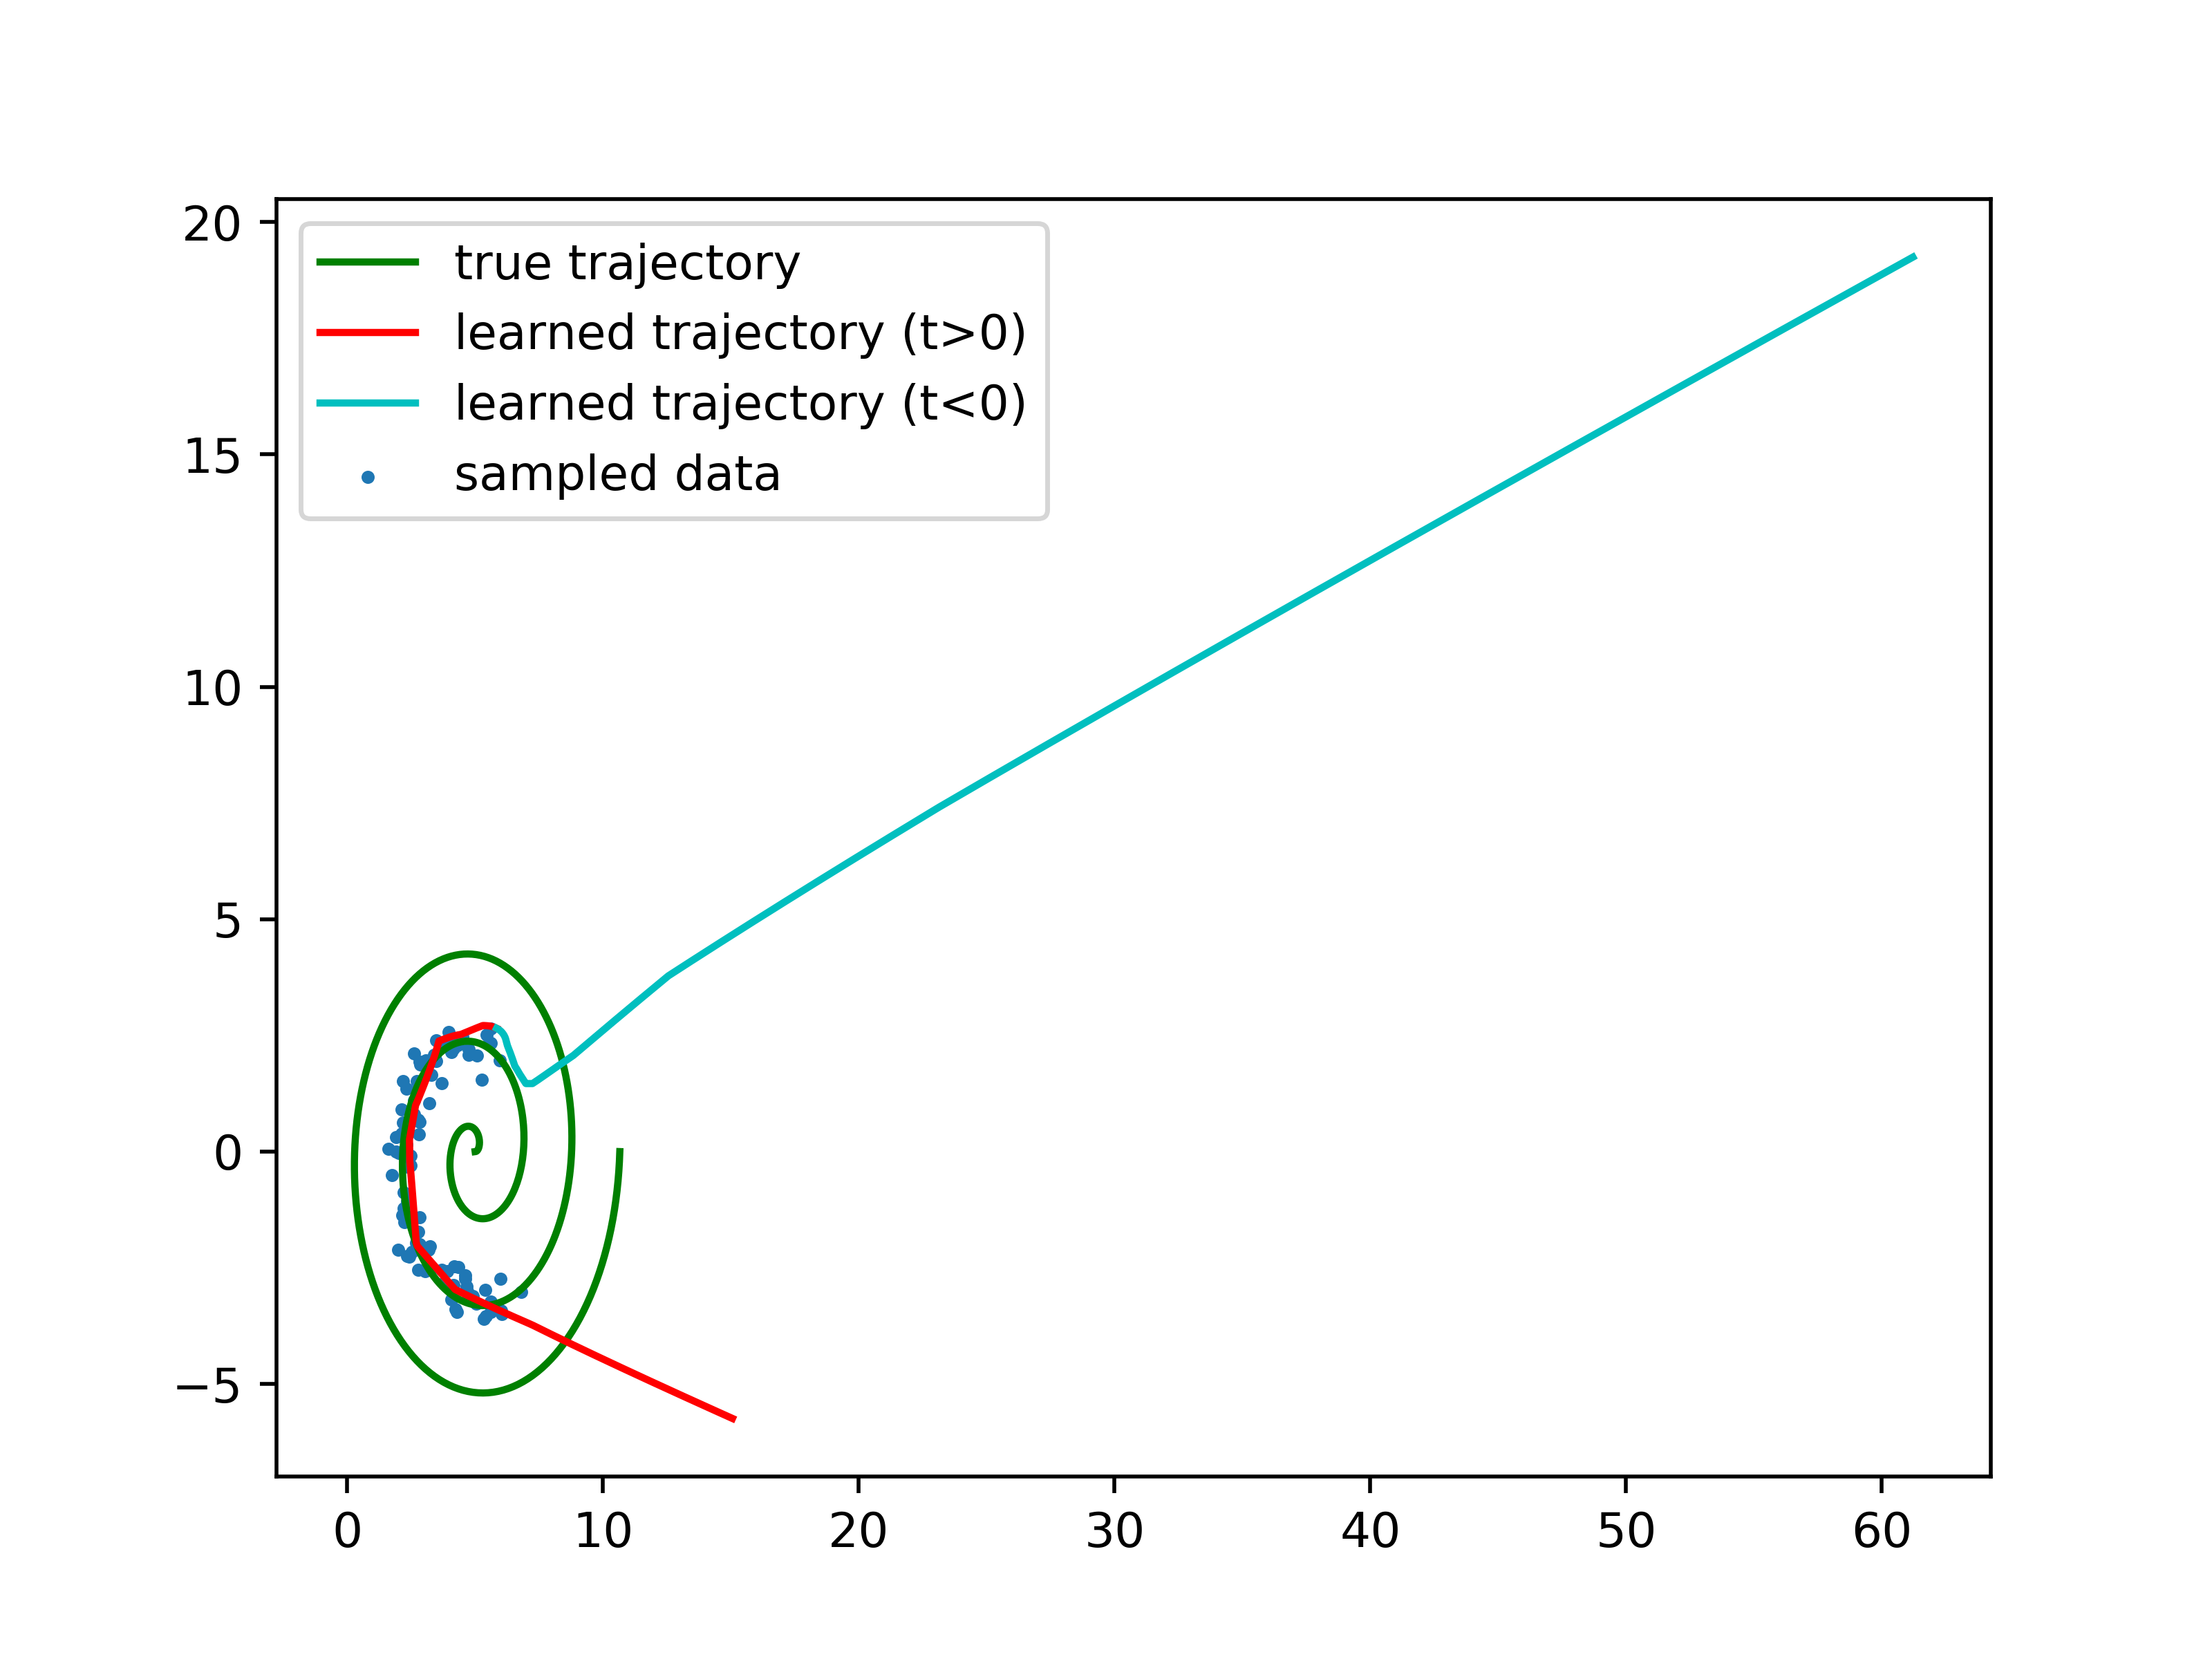 20
15
10
5
0
−5
true trajectory
learned trajectory (t>0)
learned trajectory (t<0)
sampled data
0 10 20 30 40 50 60